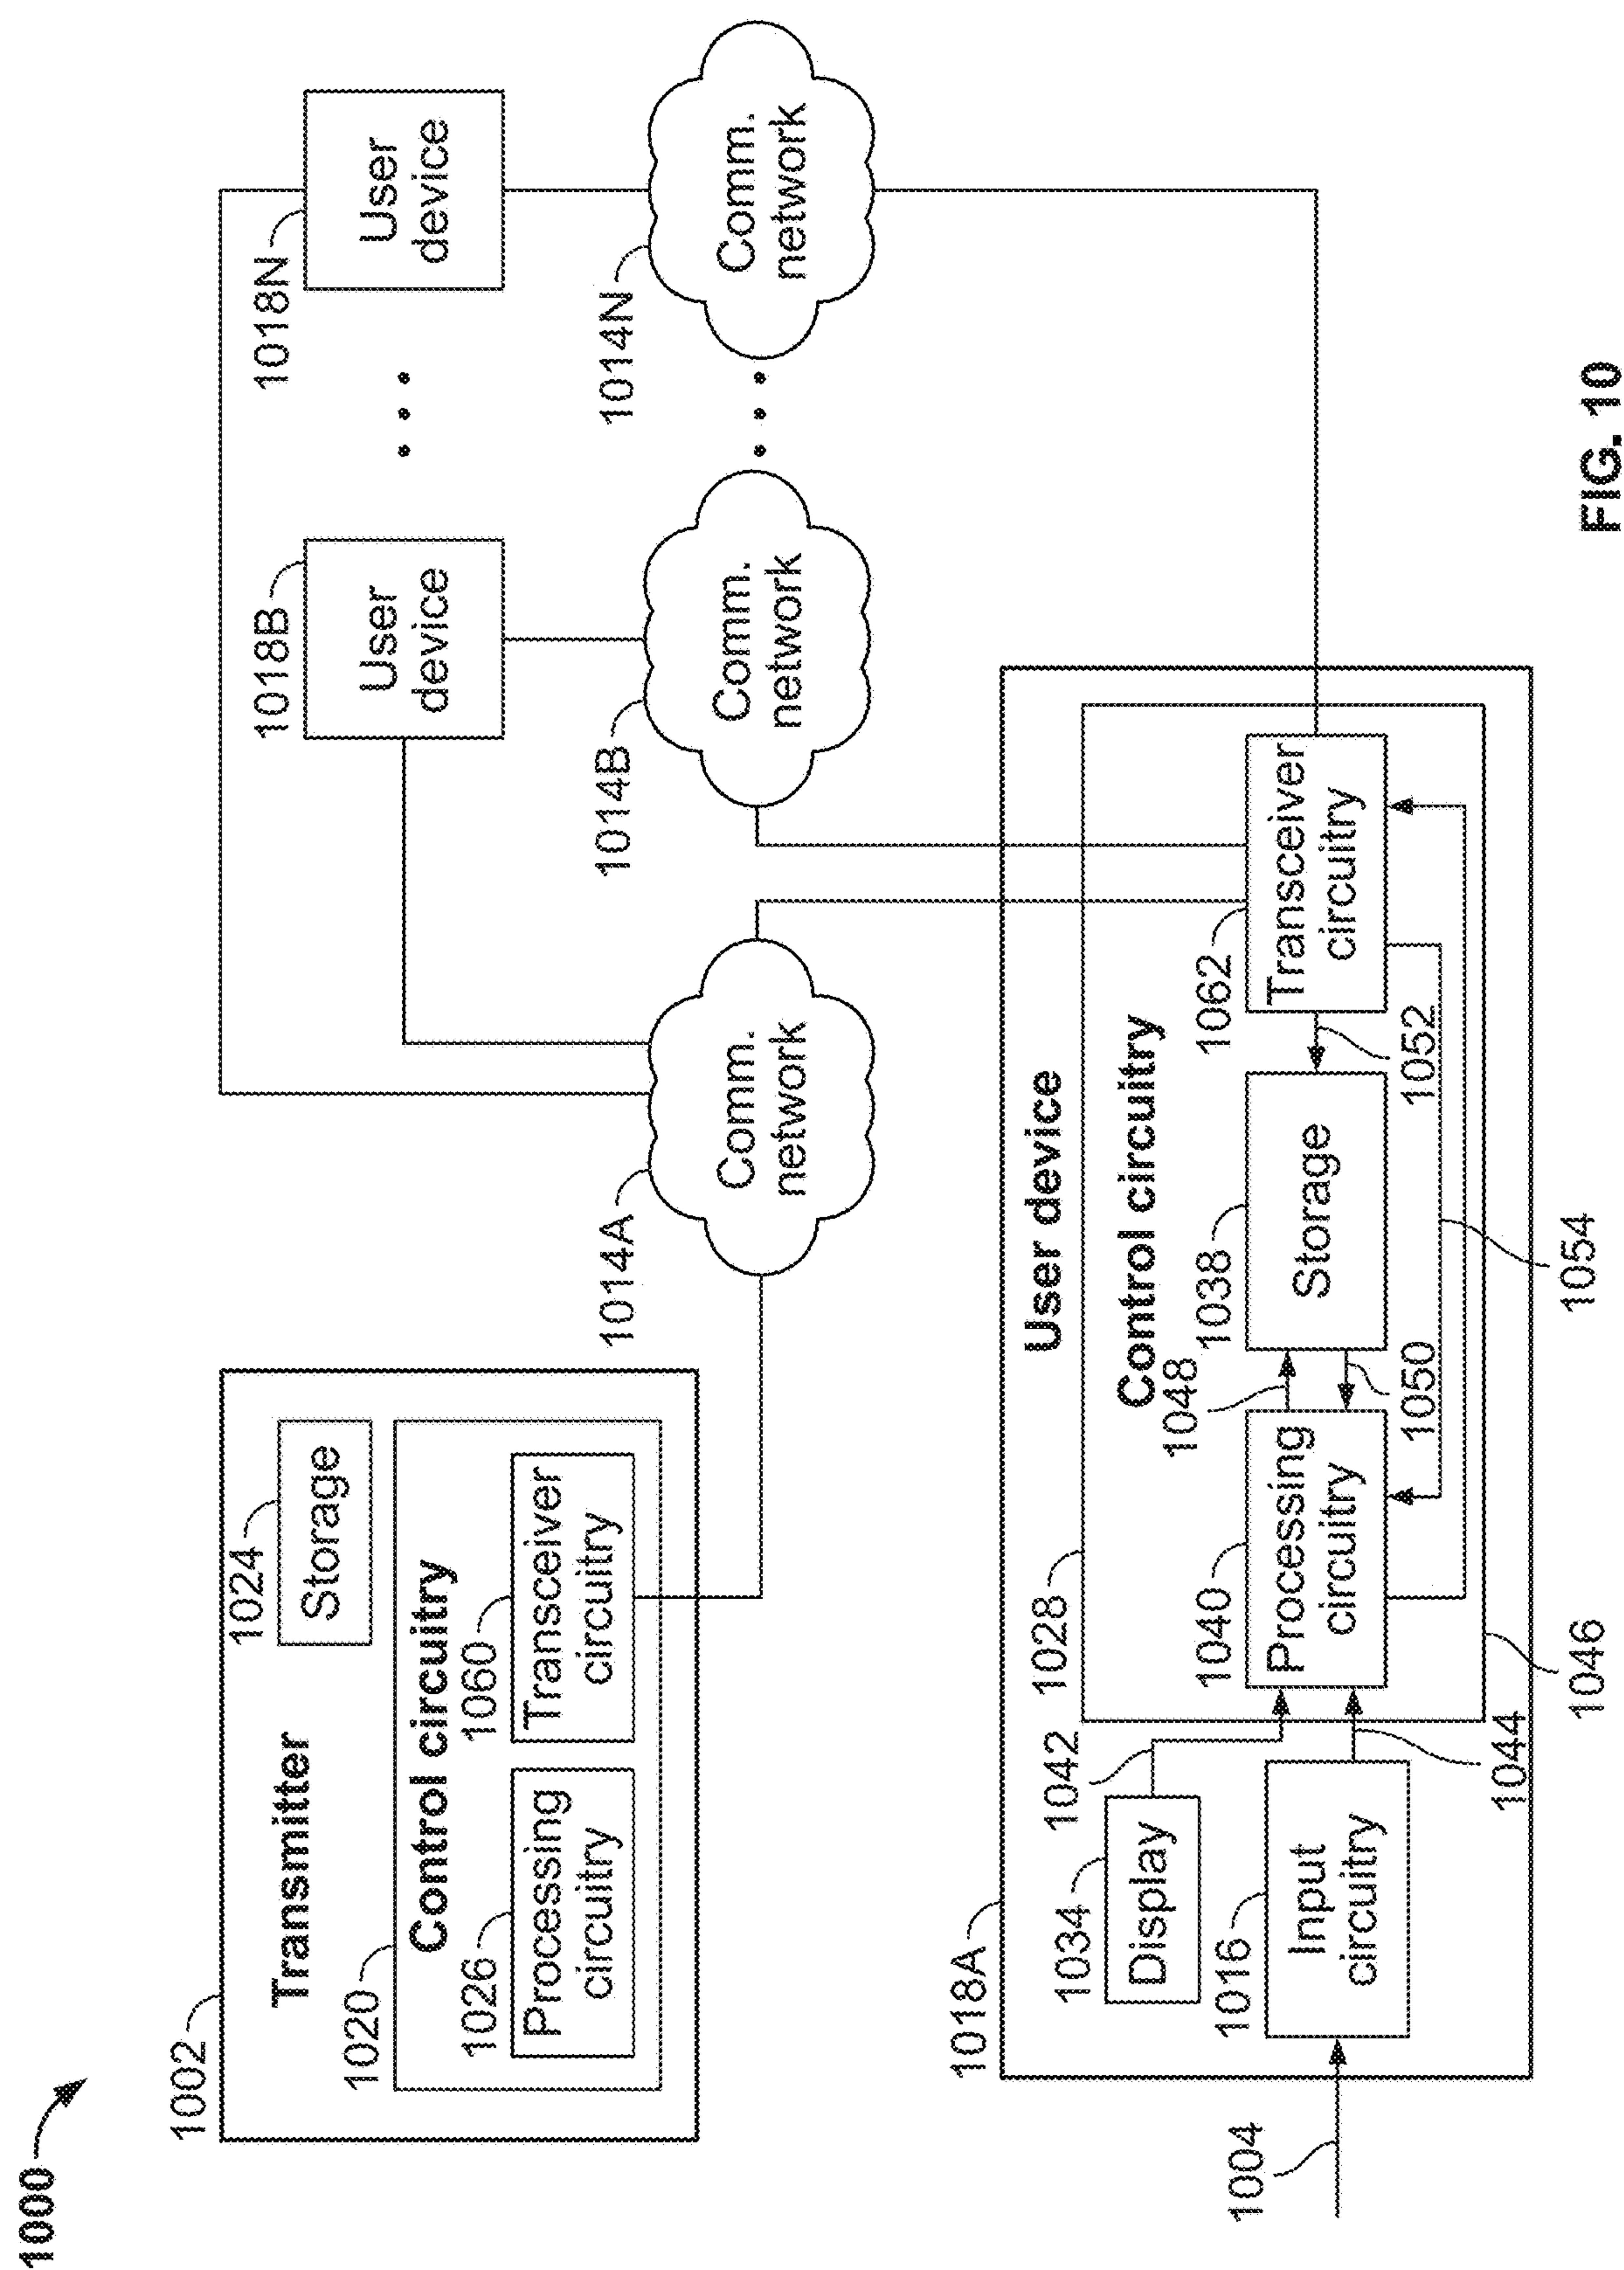 1000
1002
Transmitter
1024
Storage
1020
Control circuitry
1026
Processing
circuitry
1060
Transceiver
circuitry
1018B
User
device
1018N
User
device
1014A
Comm.
network
1014B
Comm.
network
1014N
Comm.
network
1018A
User device
1034
Display
1042
1028
Control circuitry
1004
1016
Input
circuitry
1044
1040
Processing
circuitry
1048
1050
1038
Storage
1052
1062
Transceiver
circuitry
1046
1054
FIG. 10